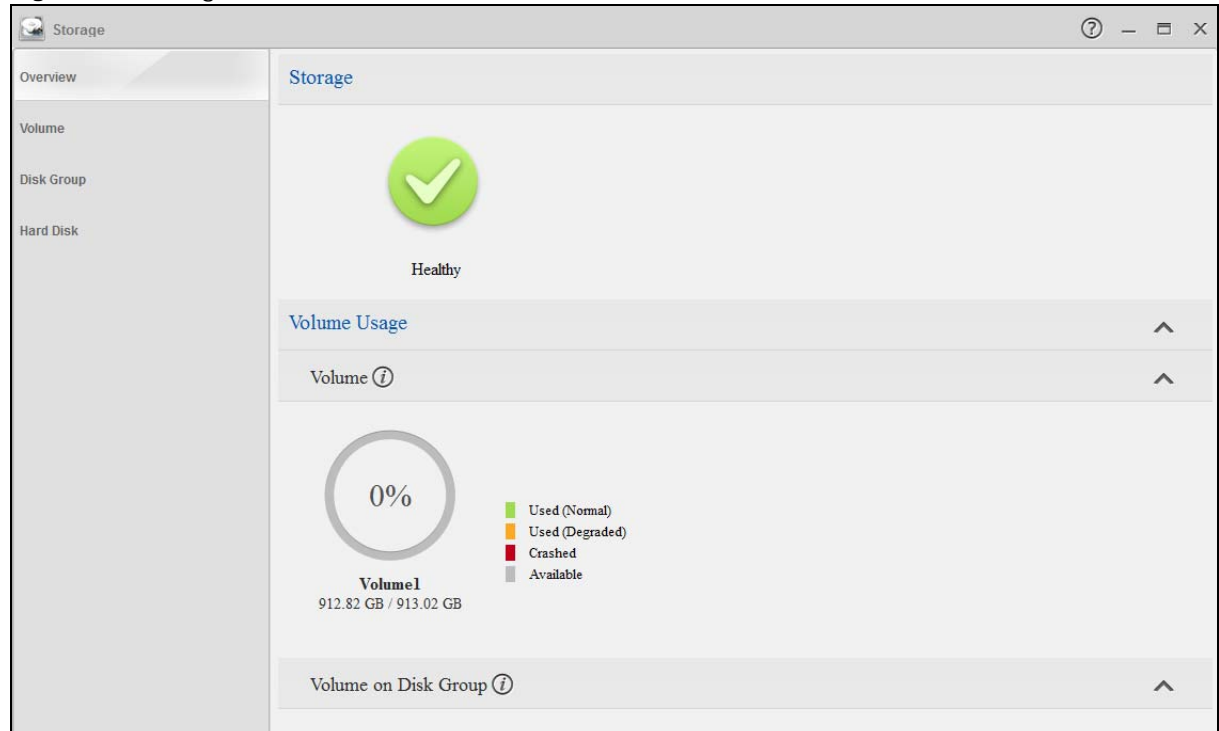 Storage
Overview
Volume
Disk Group
Hard Disk
Storage
Healthy
Volume Usage
Volume
0%
Volume1
912.82 GB / 913.02 GB
Used (Normal)
Used (Degraded)
Crashed
Available
Volume on Disk Group